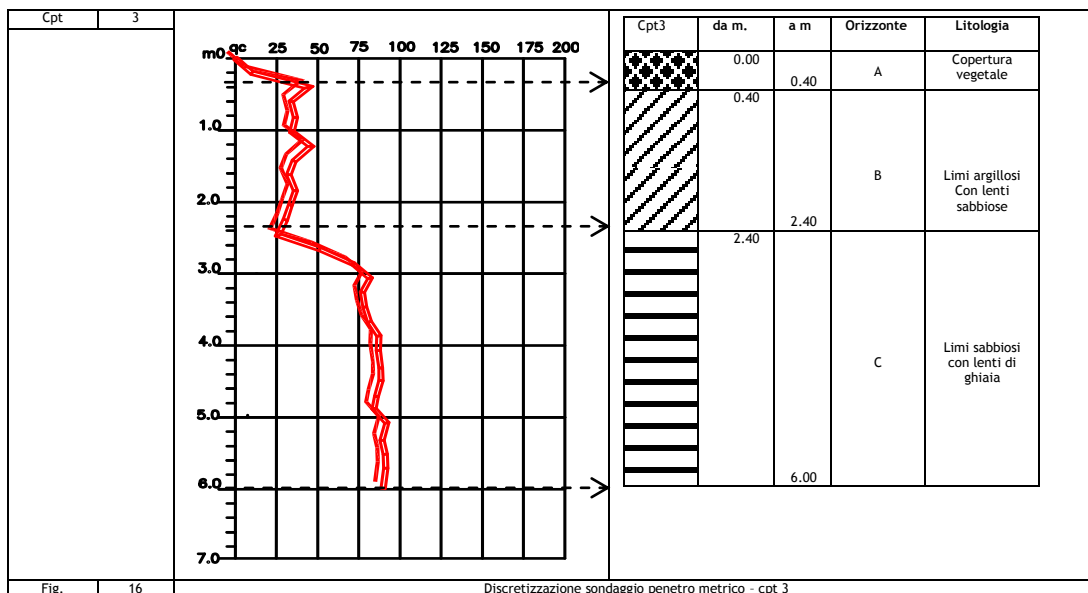 Cpt 3
m0 qc 25 50 75 100 125 150 175 200
1.0
2.0
3.0
4.0
5.0
6.0
7.0
Cpt3 da m. a m Orizzonte Litologia
0.00 0.40 A Copertura
vegetale
0.40 2.40 B Limi argillosi
Con lenti
sabbiose
2.40 6.00 C Limi sabbiosi
con lenti di
ghiaia
Fig. 16 Discretizzazione sondaggio penetro metrico - cpt 3